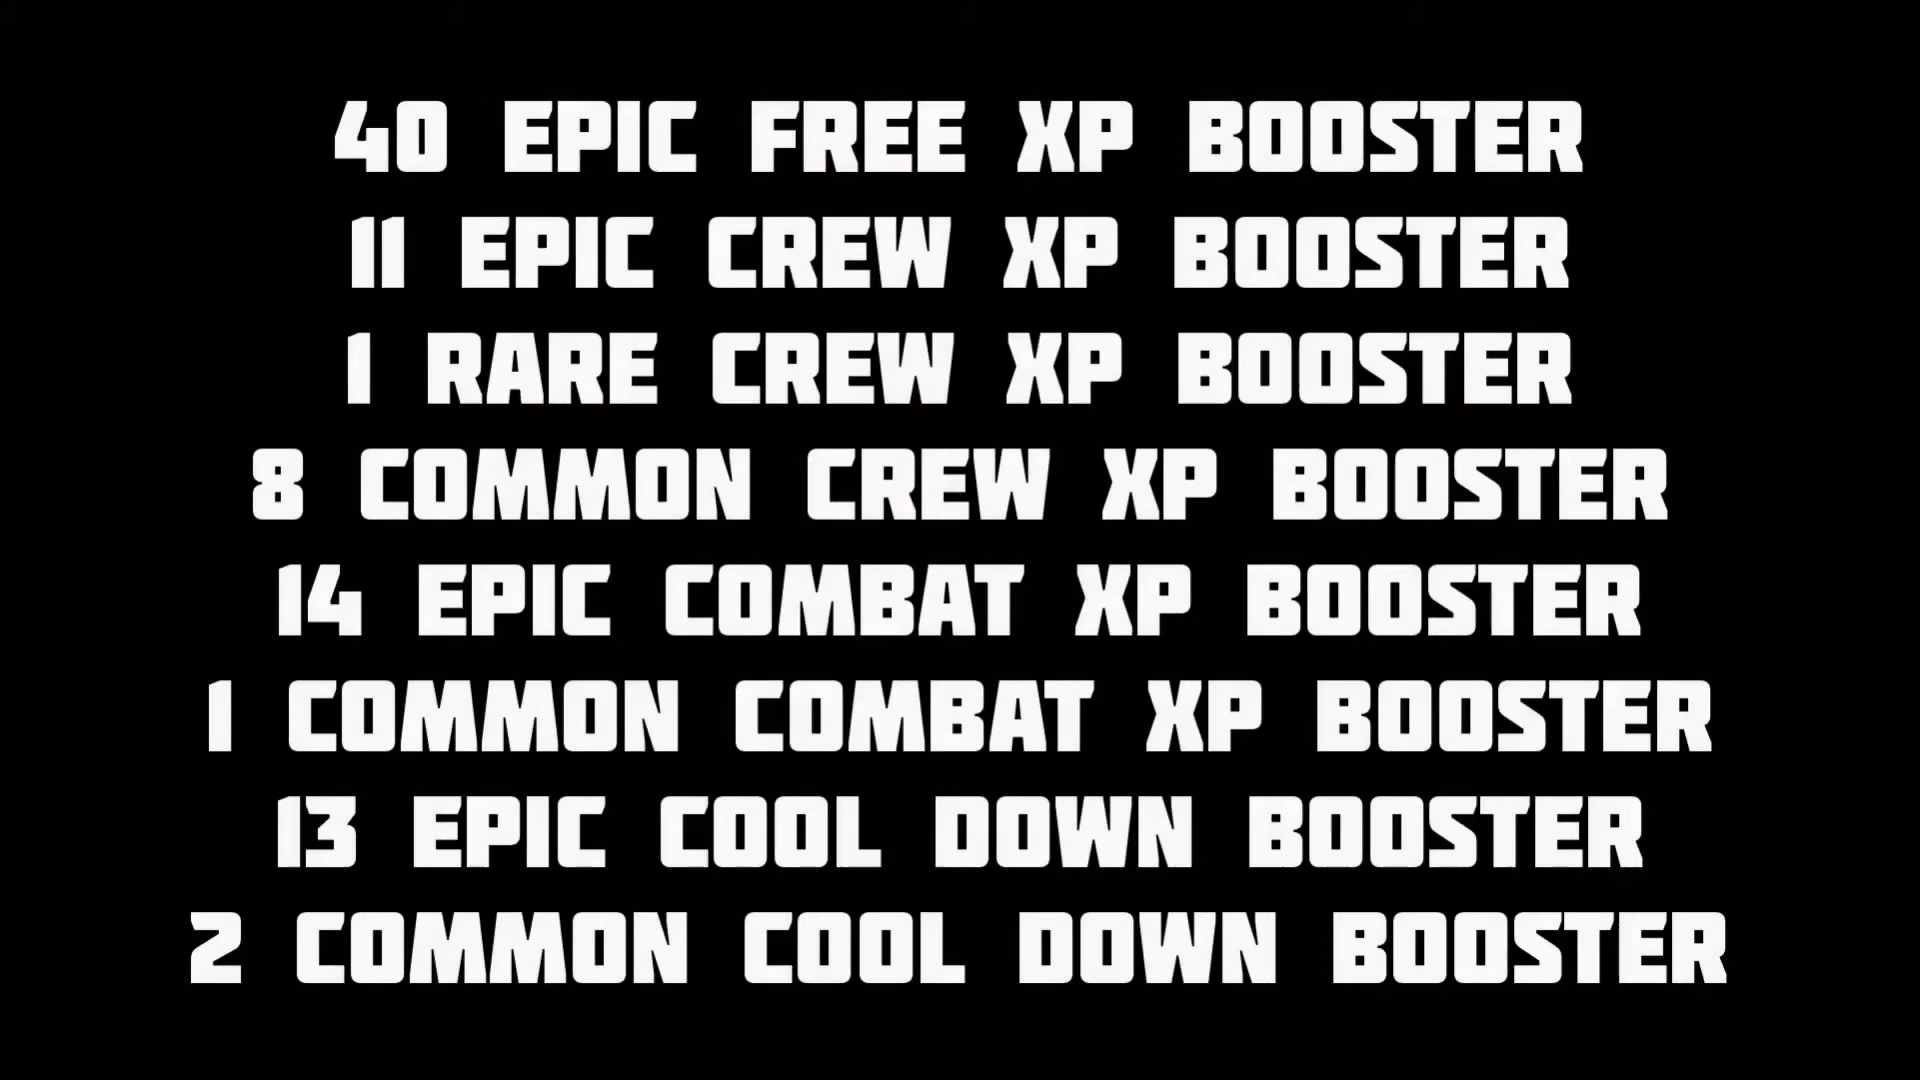 40 EPIC FREE XP BOOSTER
11 EPIC CREW XP BOOSTER
1 RARE CREW XP BOOSTER
8 COMMON CREW XP BOOSTER
14 EPIC COMBAT XP BOOSTER
1 COMMON COMBAT XP BOOSTER
13 EPIC COOL DOWN BOOSTER
2 COMMON COOL DOWN BOOSTER